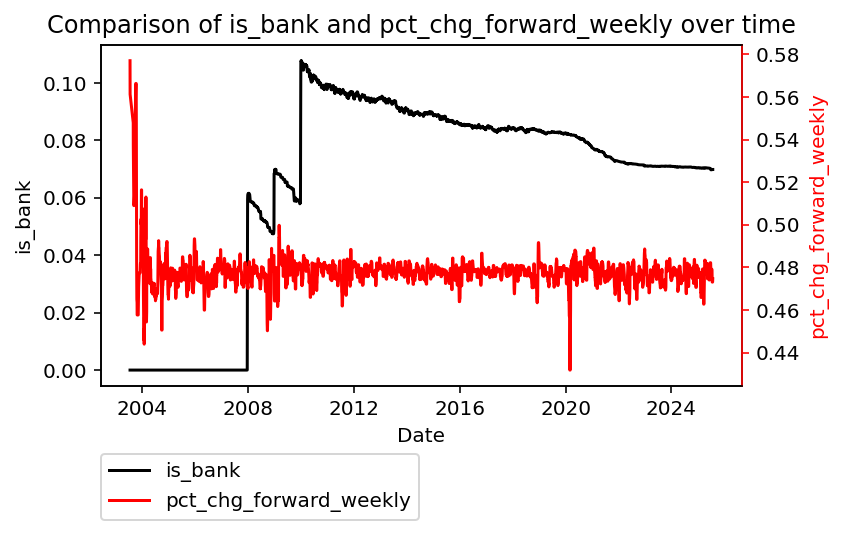 Comparison of is_bank and pct_chg_forward_weekly over time
0.10
0.08
0.06
0.04
0.02
0.00
is_bank
0.58
0.56
0.54
0.52
0.50
0.48
0.46
0.44
pct_chg_forward_weekly
2004 2008 2012 2016 2020 2024
Date
is_bank
pct_chg_forward_weekly